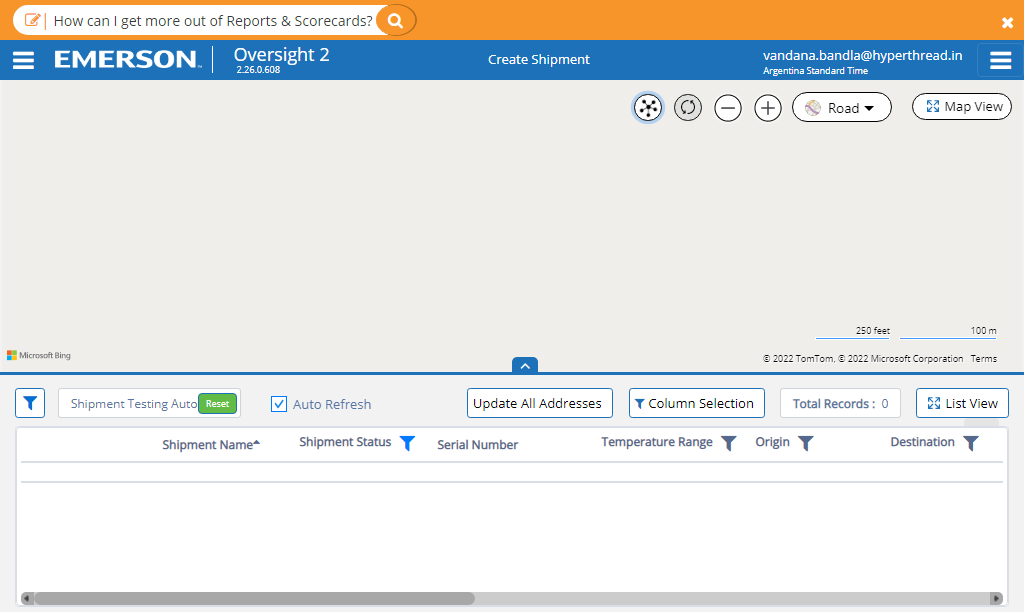 How can I get more out of Reports & Scorecards?
EMERSON™ Oversight 2
2.26.0.608
Create Shipment
vandana.bandla@hyperthread.in
Argentina Standard Time
Road
Map View
250 feet 100 m
Microsoft Bing
© 2022 TomTom, © 2022 Microsoft Corporation Terms
Shipment Testing Auto Reset Auto Refresh Update All Addresses Column Selection Total Records : 0 List View
Shipment Name Shipment Status Serial Number Temperature Range Origin Destination